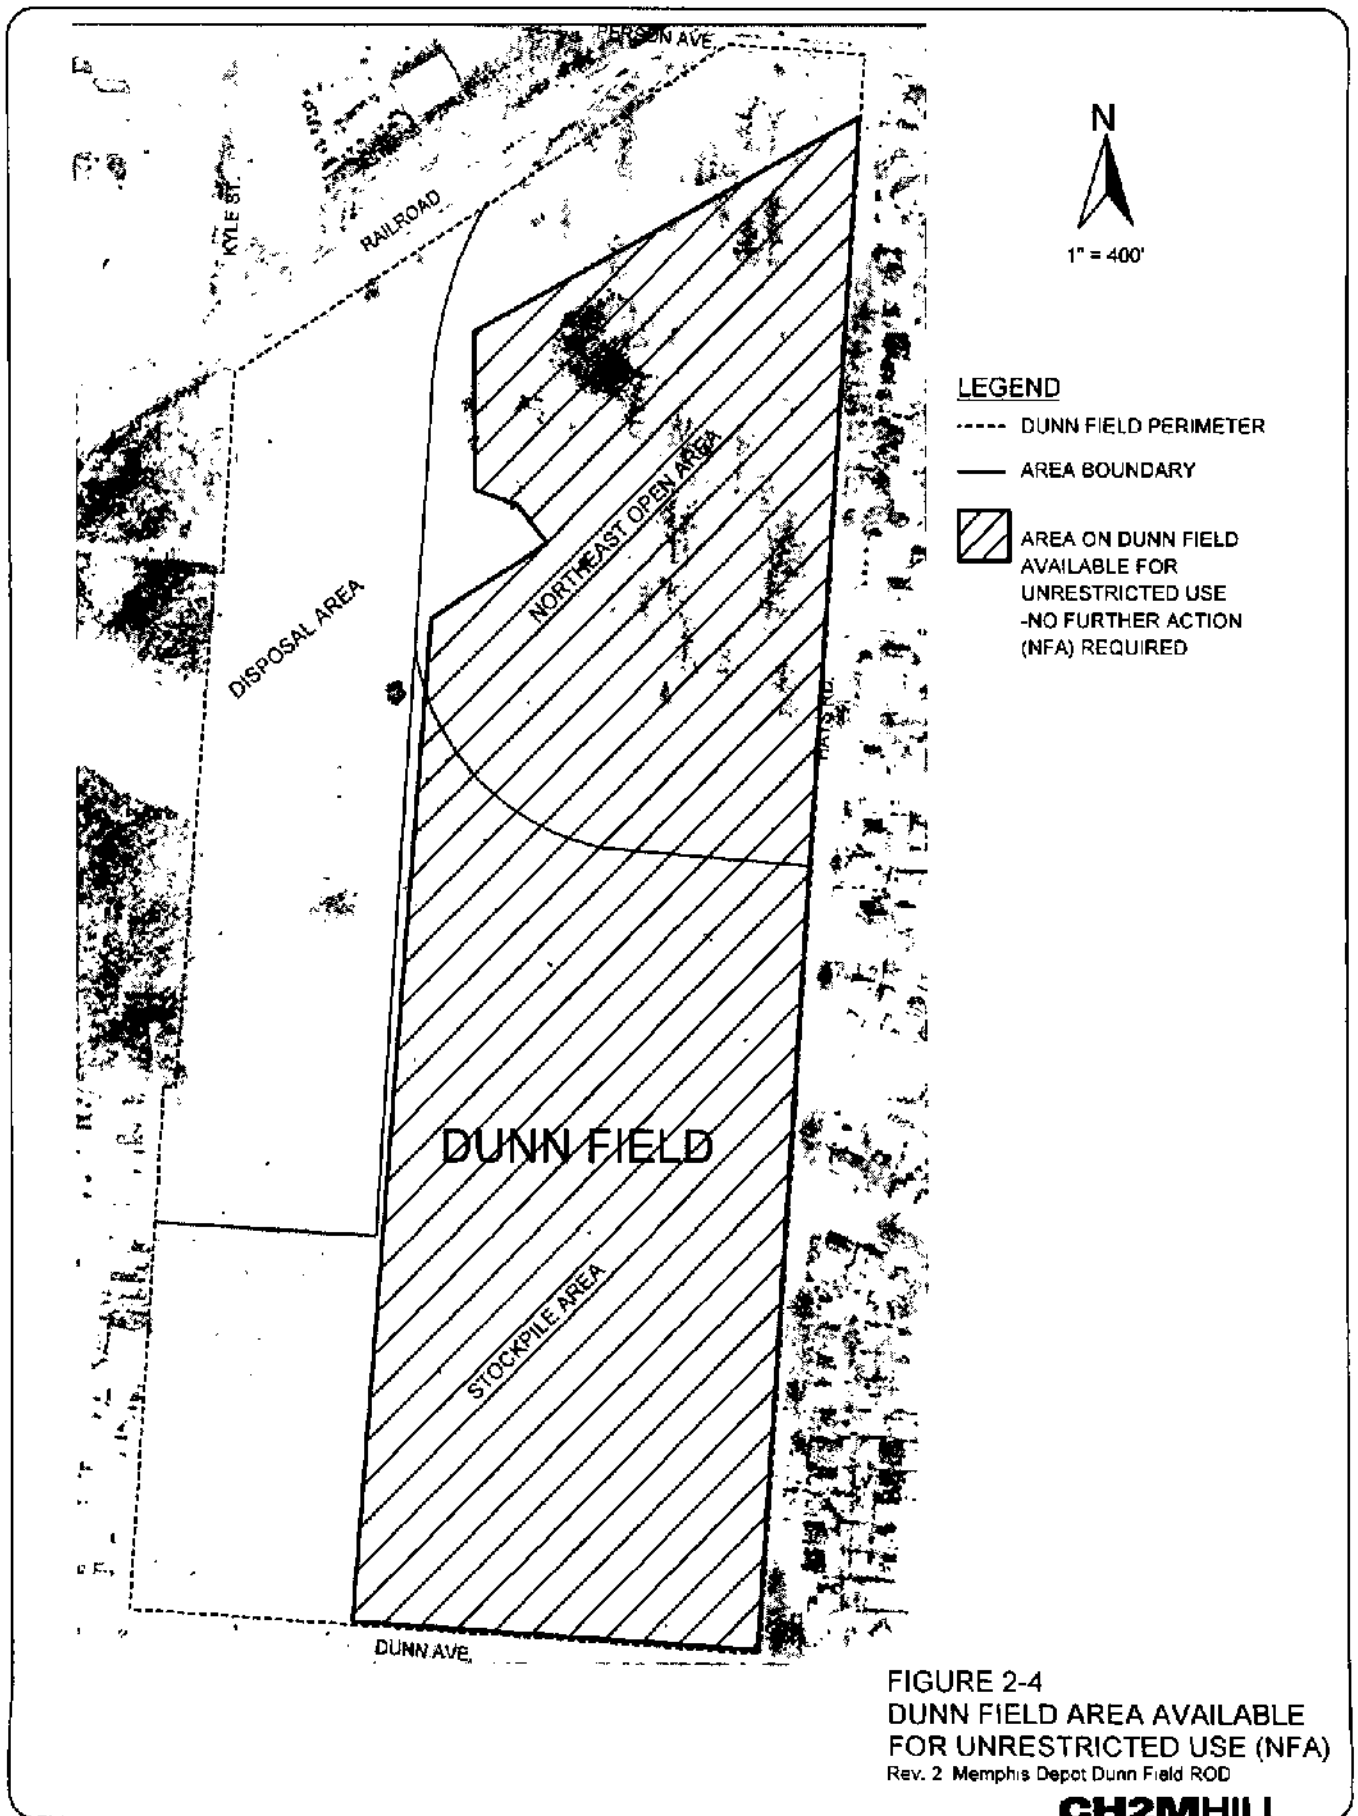 PERSON AVE.
N
1" = 400'
KYLE ST.
RAILROAD
LEGEND
DUNN FIELD PERIMETER
AREA BOUNDARY
AREA ON DUNN FIELD
AVAILABLE FOR
UNRESTRICTED USE
-NO FURTHER ACTION
(NFA) REQUIRED
NORTHEAST OPEN AREA
DISPOSAL AREA
HAYS RD.
DUNN FIELD
STOCKPILE AREA
DUNN AVE.
FIGURE 2-4
DUNN FIELD AREA AVAILABLE
FOR UNRESTRICTED USE (NFA)
Rev. 2 Memphis Depot Dunn Field ROD
CH2MHILL